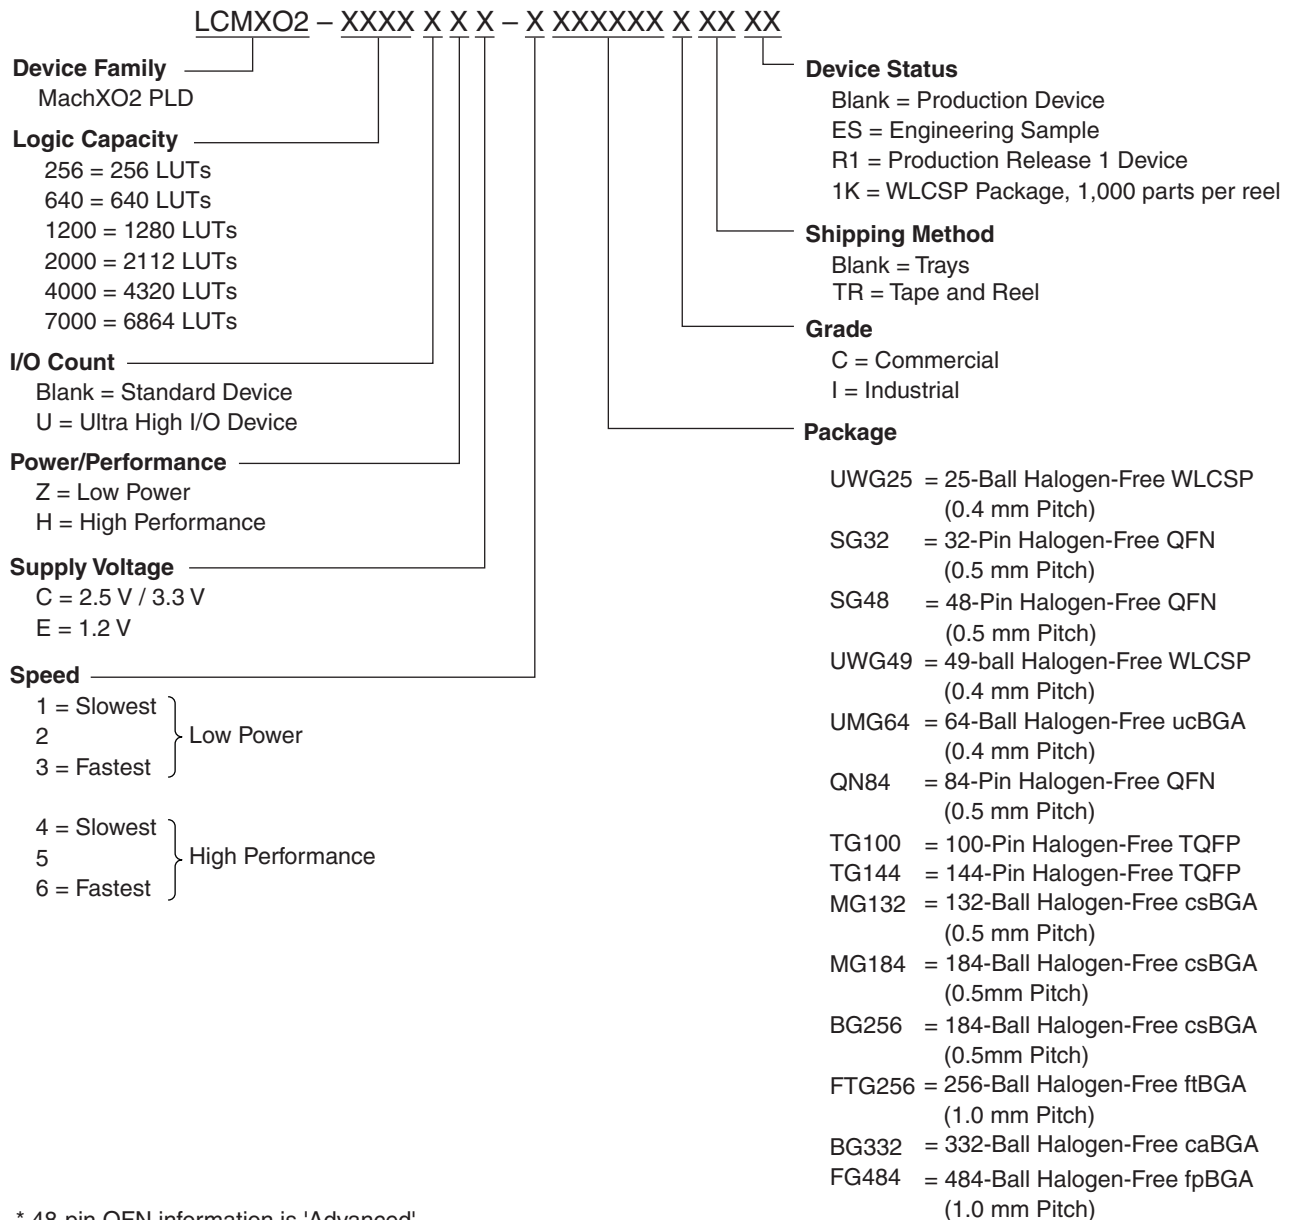 LCMXO2 – XXXX X X X – X XXXXXX X XX XX
Device Family
MachXO2 PLD
Logic Capacity
256 = 256 LUTs
640 = 640 LUTs
1200 = 1280 LUTs
2000 = 2112 LUTs
4000 = 4320 LUTs
7000 = 6864 LUTs
I/O Count
Blank = Standard Device
U = Ultra High I/O Device
Power/Performance
Z = Low Power
H = High Performance
Supply Voltage
C = 2.5 V / 3.3 V
E = 1.2 V
Speed
1 = Slowest
2
3 = Fastest
Low Power
4 = Slowest
5
6 = Fastest
High Performance
Device Status
Blank = Production Device
ES = Engineering Sample
R1 = Production Release 1 Device
1K = WLCSP Package, 1,000 parts per reel
Shipping Method
Blank = Trays
TR = Tape and Reel
Grade
C = Commercial
I = Industrial
Package
UWG25 = 25-Ball Halogen-Free WLCSP
(0.4 mm Pitch)
SG32 = 32-Pin Halogen-Free QFN
(0.5 mm Pitch)
SG48 = 48-Pin Halogen-Free QFN
(0.5 mm Pitch)
UWG49 = 49-ball Halogen-Free WLCSP
(0.4 mm Pitch)
UMG64 = 64-Ball Halogen-Free ucBGA
(0.4 mm Pitch)
QN84 = 84-Pin Halogen-Free QFN
(0.5 mm Pitch)
TG100 = 100-Pin Halogen-Free TQFP
TG144 = 144-Pin Halogen-Free TQFP
MG132 = 132-Ball Halogen-Free csBGA
(0.5 mm Pitch)
MG184 = 184-Ball Halogen-Free csBGA
(0.5mm Pitch)
BG256 = 184-Ball Halogen-Free csBGA
(0.5mm Pitch)
FTG256 = 256-Ball Halogen-Free ftBGA
(1.0 mm Pitch)
BG332 = 332-Ball Halogen-Free caBGA
FG484 = 484-Ball Halogen-Free fpBGA
(1.0 mm Pitch)
* 48-pin QFN information is 'Advanced'